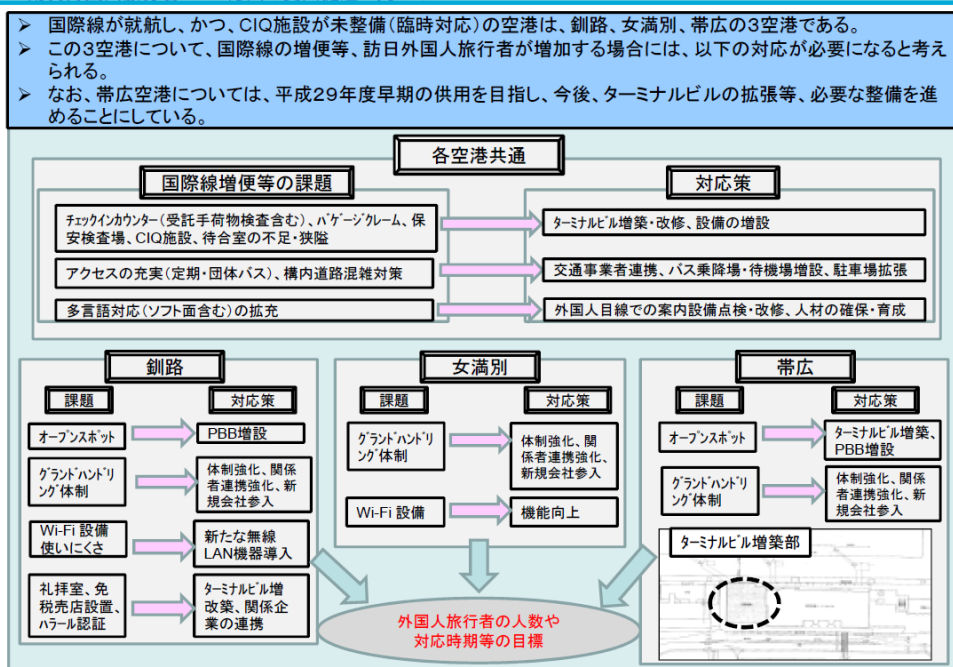 ➤ 国際線が就航し、かつ、CIQ施設が未整備(臨時対応)の空港は、釧路、女満別、帯広の3空港である。
➤ この3空港について、国際線の増便等、訪日外国人旅行者が増加する場合には、以下の対応が必要になると考え
られる。
➤ なお、帯広空港については、平成29年度早期の供用を目指し、今後、ターミナルビルの拡張等、必要な整備を進
めることにしている。
各空港共通
国際線増便等の課題
対応策
チェックインカウンター(受託手荷物検査含む)、バゲージクレーム、保
安検査場、CIQ施設、待合室の不足・狭隘
ターミナルビル増築・改修、設備の増設
アクセスの充実(定期・団体バス)、構内道路混雑対策
交通事業者連携、バス乗降場・待機場増設、駐車場拡張
多言語対応(ソフト面含む)の拡充
外国人目線での案内設備点検・改修、人材の確保・育成
釧路
課題
対応策
オープンスポット
PBB増設
グランドハンドリ
ング体制
体制強化、関係
者連携強化、新
規会社参入
Wi-Fi 設備
使いにくさ
新たな無線
LAN機器導入
礼拝室、免
税売店設置、
ハラール認証
ターミナルビル増
改築、関係企
業の連携
女満別
課題
対応策
グランドハンドリ
ング体制
体制強化、関
係者連携強化、
新規会社参入
Wi-Fi 設備
機能向上
帯広
課題
対応策
オープンスポット
ターミナルビル増築、
PBB増設
グランドハンドリ
ング体制
体制強化、関係
者連携強化、新
規会社参入
ターミナルビル増築部
外国人旅行者の人数や
対応時期等の目標